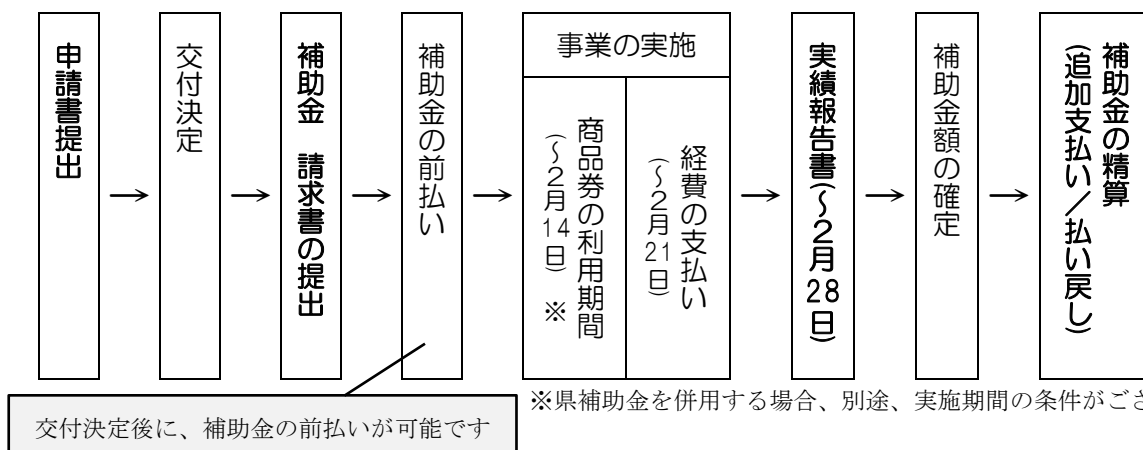 申請書提出
→
交付決定
→
補助金 請求書の提出
→
補助金の前払い
→
事業の実施
商品券の利用期間
(~2月14日) ※
経費の支払い
(~2月21日)
→
実績報告書(~2月28日)
→
補助金額の確定
→
補助金の精算
(追加支払い/払い戻し)
※県補助金を併用する場合、別途、実施期間の条件がご
交付決定後に、補助金の前払いが可能です